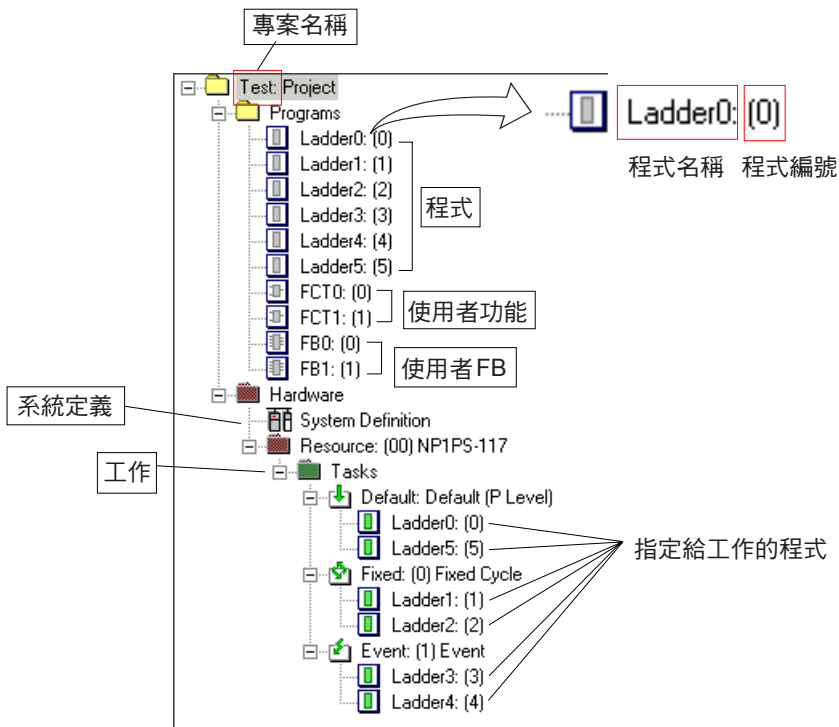 專案名稱
Test: Project
Programs
Ladder0: (0)
Ladder0: (0)
程式名稱 程式編號
Ladder1: (1)
Ladder2: (2)
Ladder3: (3)
程式
Ladder4: (4)
Ladder5: (5)
FCT0: (0)
FCT1: (1)
使用者功能
FB0: (0)
FB1: (1)
使用者FB
Hardware
系統定義
System Definition
Resource: (00) NP1PS-117
工作
Tasks
Default: Default (P Level)
Ladder0: (0)
Ladder5: (5)
指定給工作的程式
Fixed: (0) Fixed Cycle
Ladder1: (1)
Ladder2: (2)
Event: (1) Event
Ladder3: (3)
Ladder4: (4)